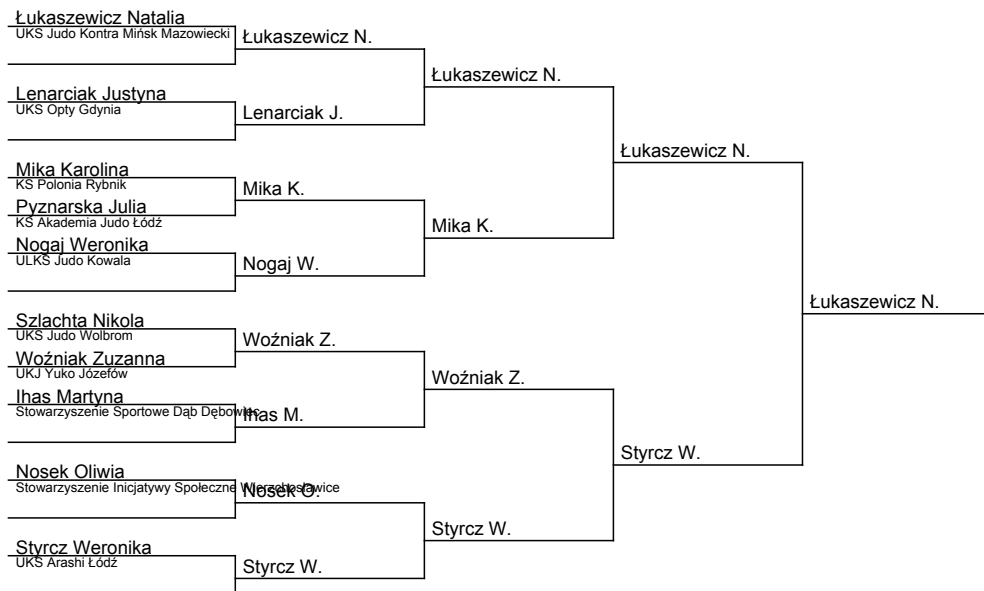 Łukaszewicz Natalia
UKS Judo Kontra Mińsk Mazowiecki
Łukaszewicz N.
Łukaszewicz N.
Lenarciak Justyna
UKS Opty Gdynia
Lenarciak J.
Łukaszewicz N.
Mika Karolina
KS Polonia Rybnik
Mika K.
Pyznarska Julia
KS Akademia Judo Łódź
Mika K.
Nogaj Weronika
ULKS Judo Kowala
Nogaj W.
Łukaszewicz N.
Szlachta Nikola
UKS Judo Wolbrom
Woźniak Z.
Woźniak Zuzanna
UKJ Yuko Józefów
Woźniak Z.
Ihas Martyna
Stowarzyszenie Sportowe Dąb Dębowiec
Ihas M.
Styrcz W.
Nosek Oliwia
Stowarzyszenie Inicjatywy Społeczne Wierzchosławice
Nosek O.
Styrcz W.
Styrcz Weronika
UKS Arashi Łódź
Styrcz W.